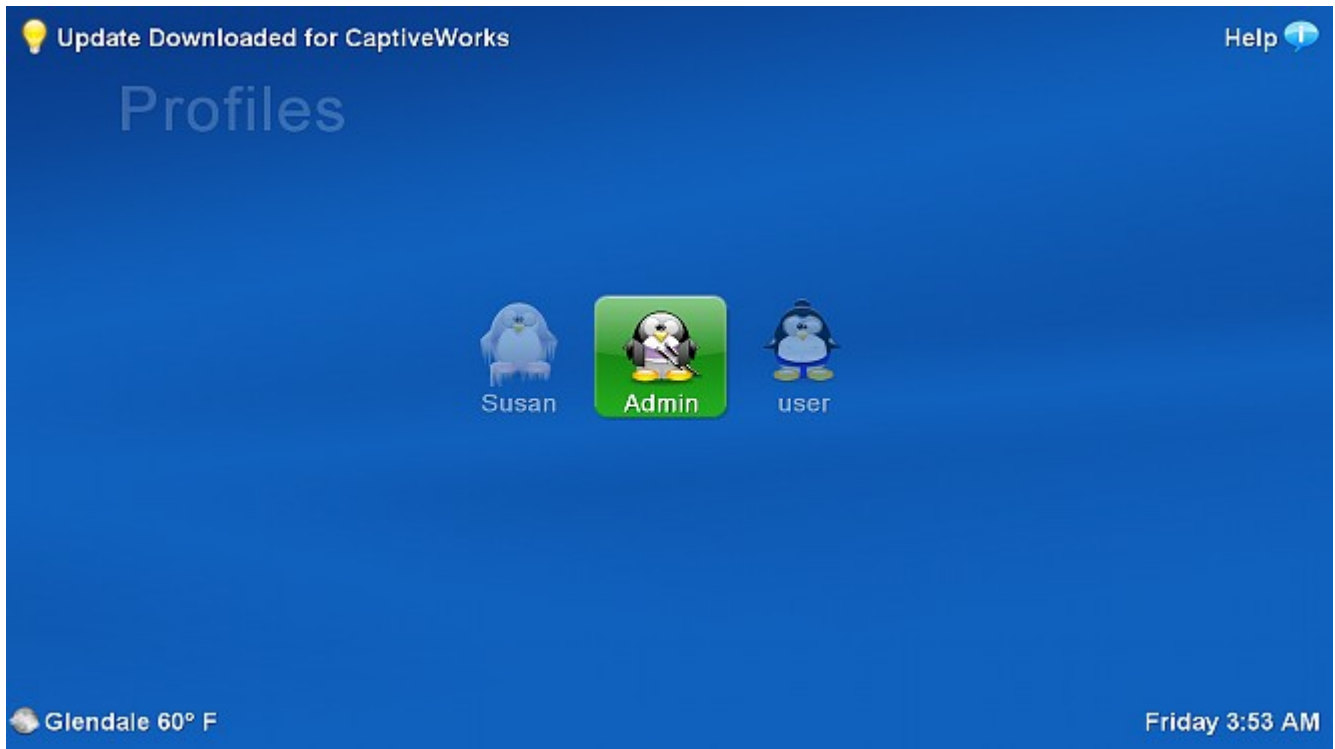 Update Downloaded for CaptiveWorks
Help
Profiles
Susan
Admin
user
Glendale 60° F
Friday 3:53 AM